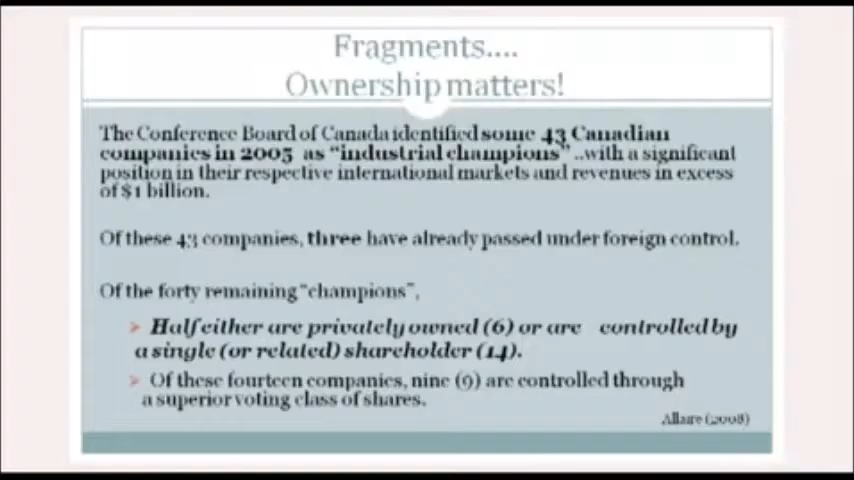 Fragments....
Ownership matters!
The Conference Board of Canada identified some 43 Canadian
companies in 2005 as “industrial champions” ..with a significant
position in their respective international markets and revenues in excess
of $1 billion.
Of these 43 companies, three have already passed under foreign control.
Of the forty remaining “champions”,
Half either are privately owned (6) or are controlled by
a single (or related) shareholder (14).
Of these fourteen companies, nine (9) are controlled through
a superior voting class of shares.
Allaire (2008)